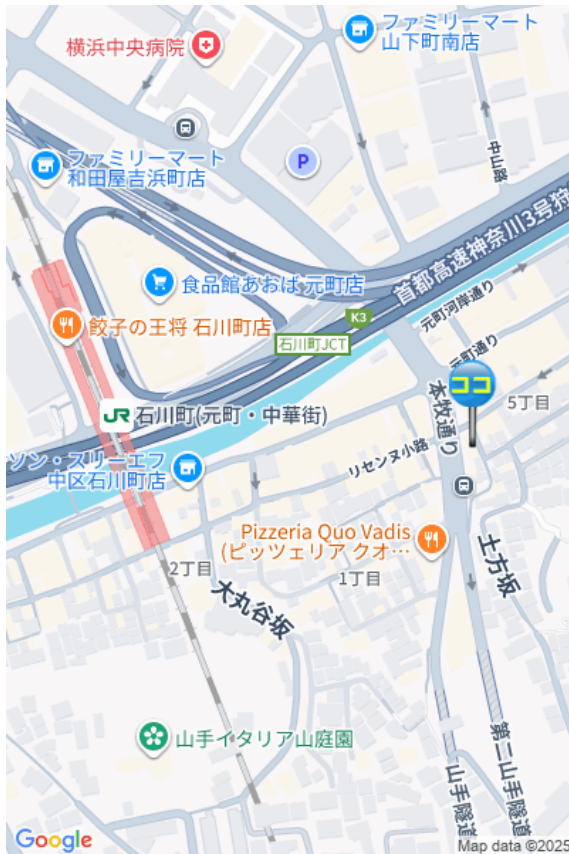 横浜中央病院
ファミリーマート
山下町南店
ファミリーマート
和田屋吉浜町店
P
中山路
首都高速神奈川3号狩
食品館あおば 元町店
K3
餃子の王将 石川町店
石川町JCT
元町河岸通り
元町通り
ココ
5丁目
本牧通り
JR 石川町(元町・中華街)
リセンヌ小路
ソン・スリーエフ
中区石川町店
Pizzeria Quo Vadis
(ピッツェリア クオ…
2丁目
1丁目
大丸谷坂
土方坂
山手イタリア山庭園
第二山手隧道
山手隧道
Google
Map data ©2025